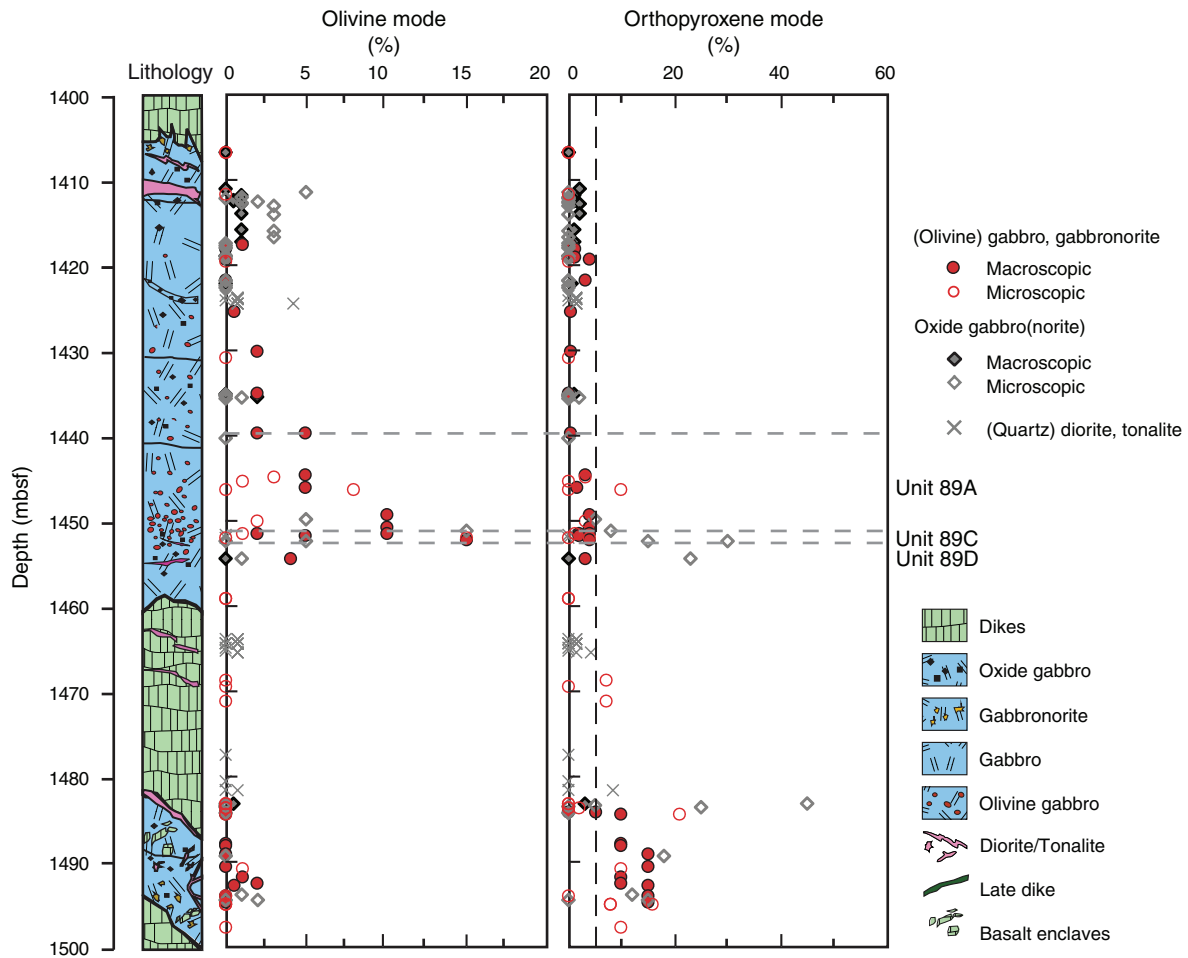 Olivine mode
(%)
Orthopyroxene mode
(%)
Lithology
0 5 10 15 20
0 20 40 60
Depth (mbsf)
1400
1410
1420
1430
1440
1450
1460
1470
1480
1490
1500
(Olivine) gabbro, gabbronorite
Macroscopic
Microscopic
Oxide gabbro(norite)
Macroscopic
Microscopic
(Quartz) diorite, tonalite
Unit 89A
Unit 89C
Unit 89D
Dikes
Oxide gabbro
Gabbronorite
Gabbro
Olivine gabbro
Diorite/Tonalite
Late dike
Basalt enclaves